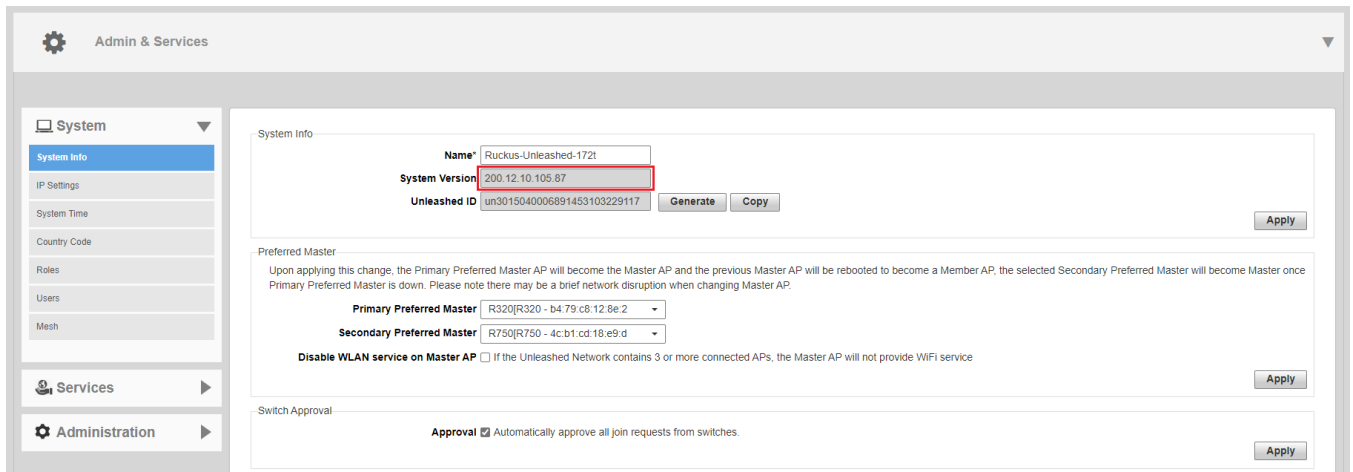 Admin & Services
System
System Info
IP Settings
System Time
Country Code
Roles
Users
Mesh
Services
Administration
System Info
Name* Ruckus-Unleashed-172t
System Version 200.12.10.105.87
Unleashed ID un3015040006891453103229117 Generate Copy
Apply
Preferred Master
Upon applying this change, the Primary Preferred Master AP will become the Master AP and the previous Master AP will be rebooted to become a Member AP, the selected Secondary Preferred Master will become Master once
Primary Preferred Master is down. Please note there may be a brief network disruption when changing Master AP.
Primary Preferred Master R320[R320 - b4:79:c8:12:8e:2
Secondary Preferred Master R750[R750 - 4c:b1:cd:18:e9:d
Disable WLAN service on Master AP If the Unleashed Network contains 3 or more connected APs, the Master AP will not provide WiFi service
Apply
Switch Approval
Approval Automatically approve all join requests from switches.
Apply